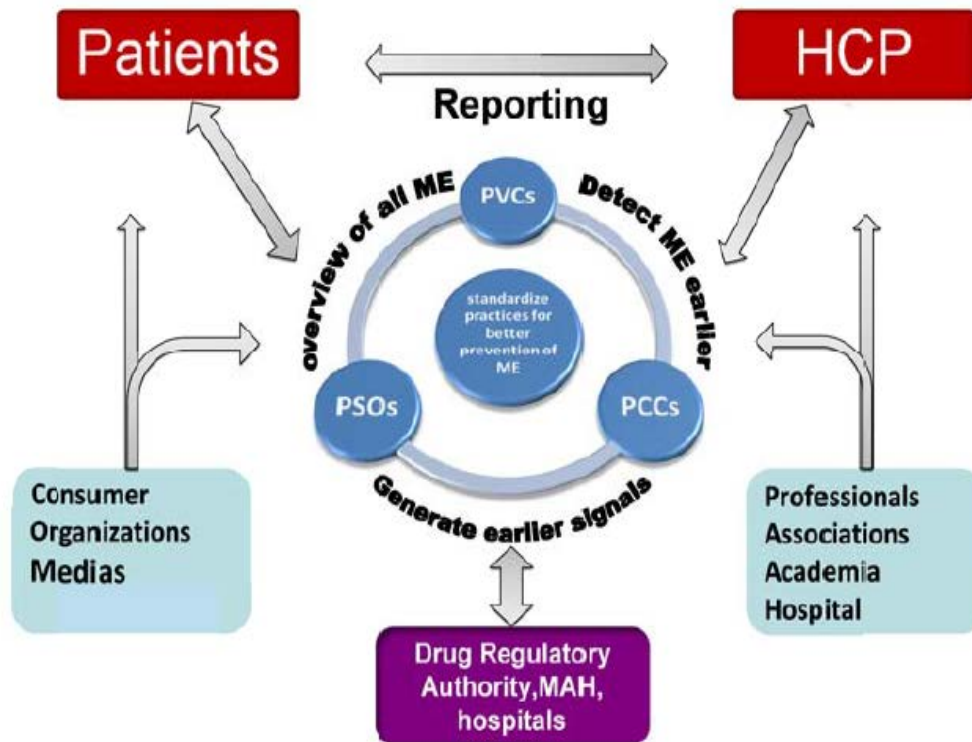 Patients
HCP
Reporting
overview of all ME
PVCs
Detect ME earlier
standardize
practices for
better
prevention of
ME
PSOs
PCCs
Generate earlier signals
Consumer
Organizations
Medias
Professionals
Associations
Academia
Hospital
Drug Regulatory
Authority,MAH,
hospitals